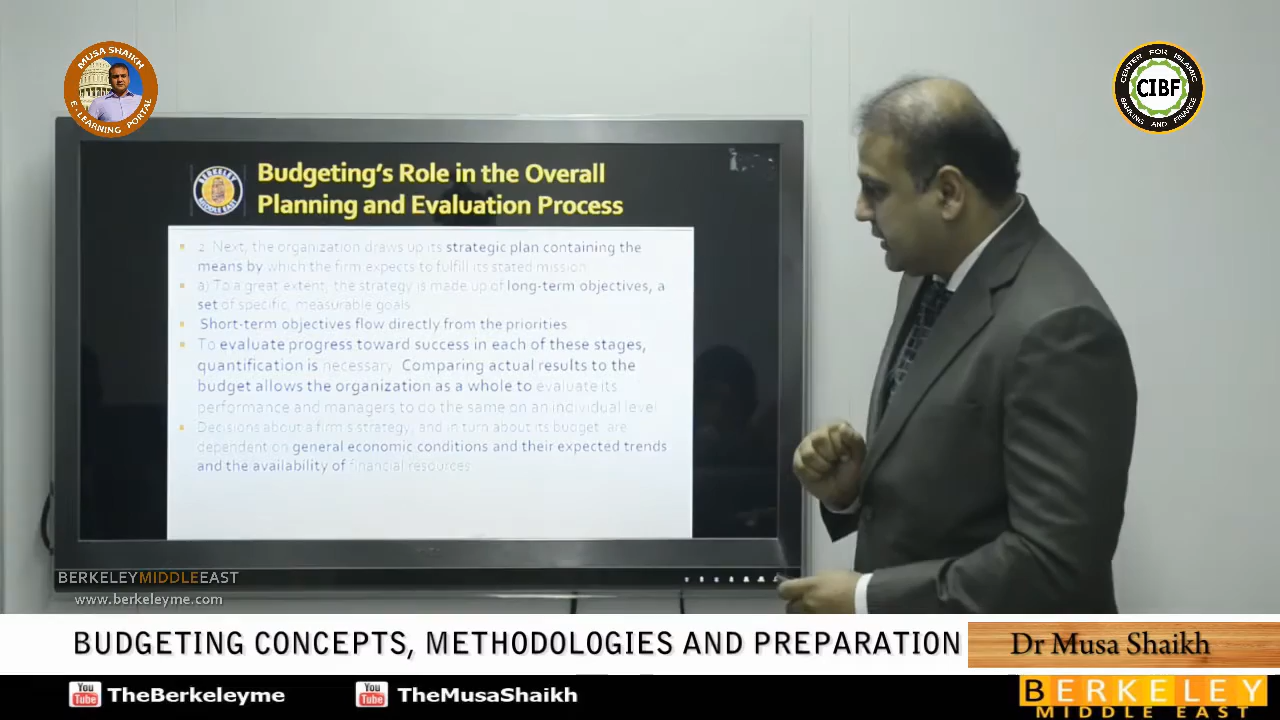 MUSA SHAIKH
E-LEARNING PORTAL
CENTER FOR ISLAMIC
CIBF
BANKING AND FINANCE
BERKELEY
MIDDLE EAST
Budgeting's Role in the Overall
Planning and Evaluation Process
2. Next, the organization draws up its strategic plan containing the
means by which the firm expects to fulfill its stated mission
a) To a great extent, the strategy is made up of long-term objectives, a
set of specific, measurable goals.
Short-term objectives flow directly from the priorities
To evaluate progress toward success in each of these stages,
quantification is necessary. Comparing actual results to the
budget allows the organization as a whole to evaluate its
performance and managers to do the same on an individual level
Decisions about a firm's strategy, and in turn about its budget are
dependent on general economic conditions and their expected trends
and the availability of financial resources
BERKELEYMIDDLEEAST
www.berkeleyme.com
BUDGETING CONCEPTS, METHODOLOGIES AND PREPARATION
Dr Musa Shaikh
You Tube TheBerkeleyme
You Tube TheMusaShaikh
BERKELEY
MIDDLE EAST